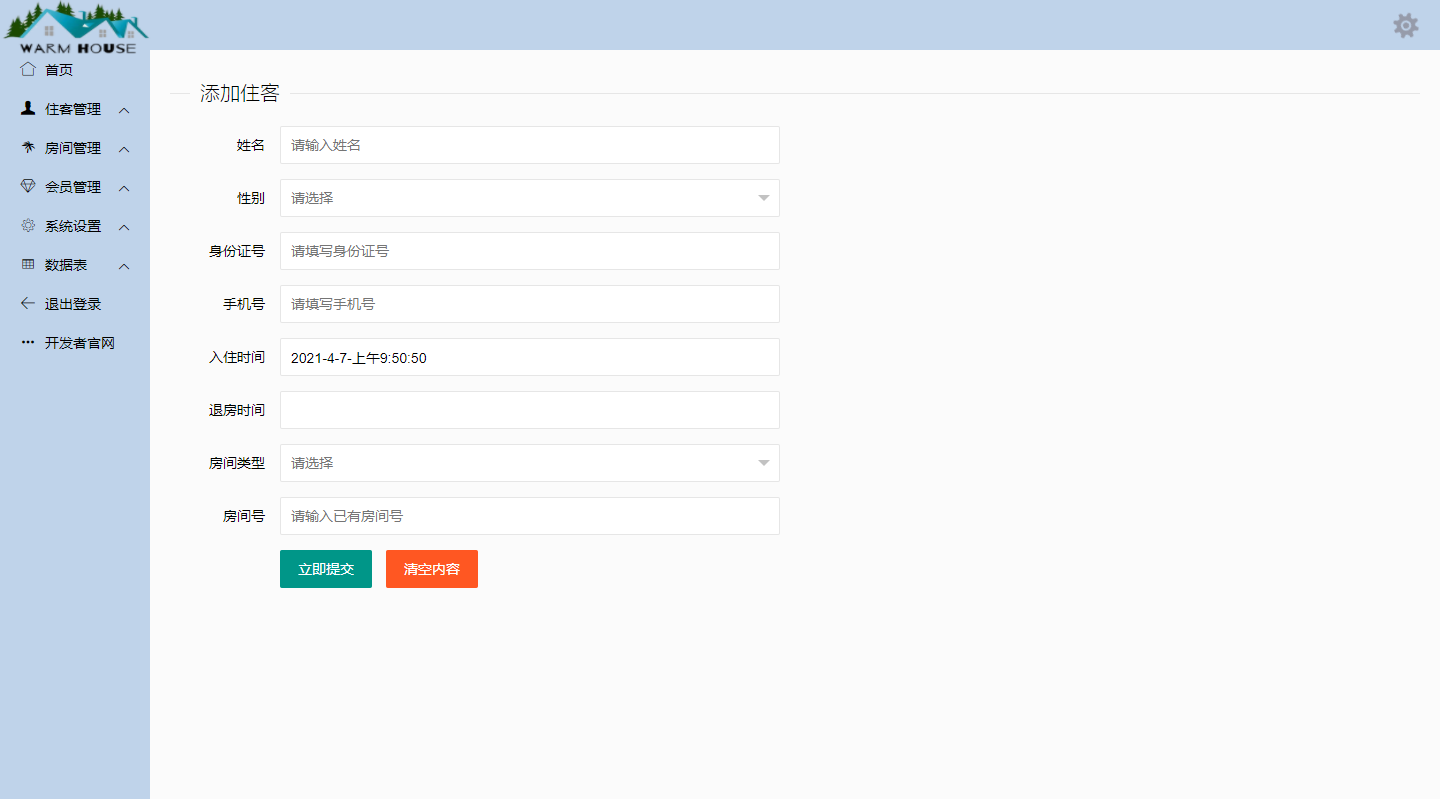 WARM HOUSE
首页
住客管理
房间管理
会员管理
系统设置
数据表
退出登录
开发者官网
添加住客
姓名 请输入姓名
性别 请选择
身份证号 请填写身份证号
手机号 请填写手机号
入住时间 2021-4-7-上午9:50:50
退房时间
房间类型 请选择
房间号 请输入已有房间号
立即提交 清空内容